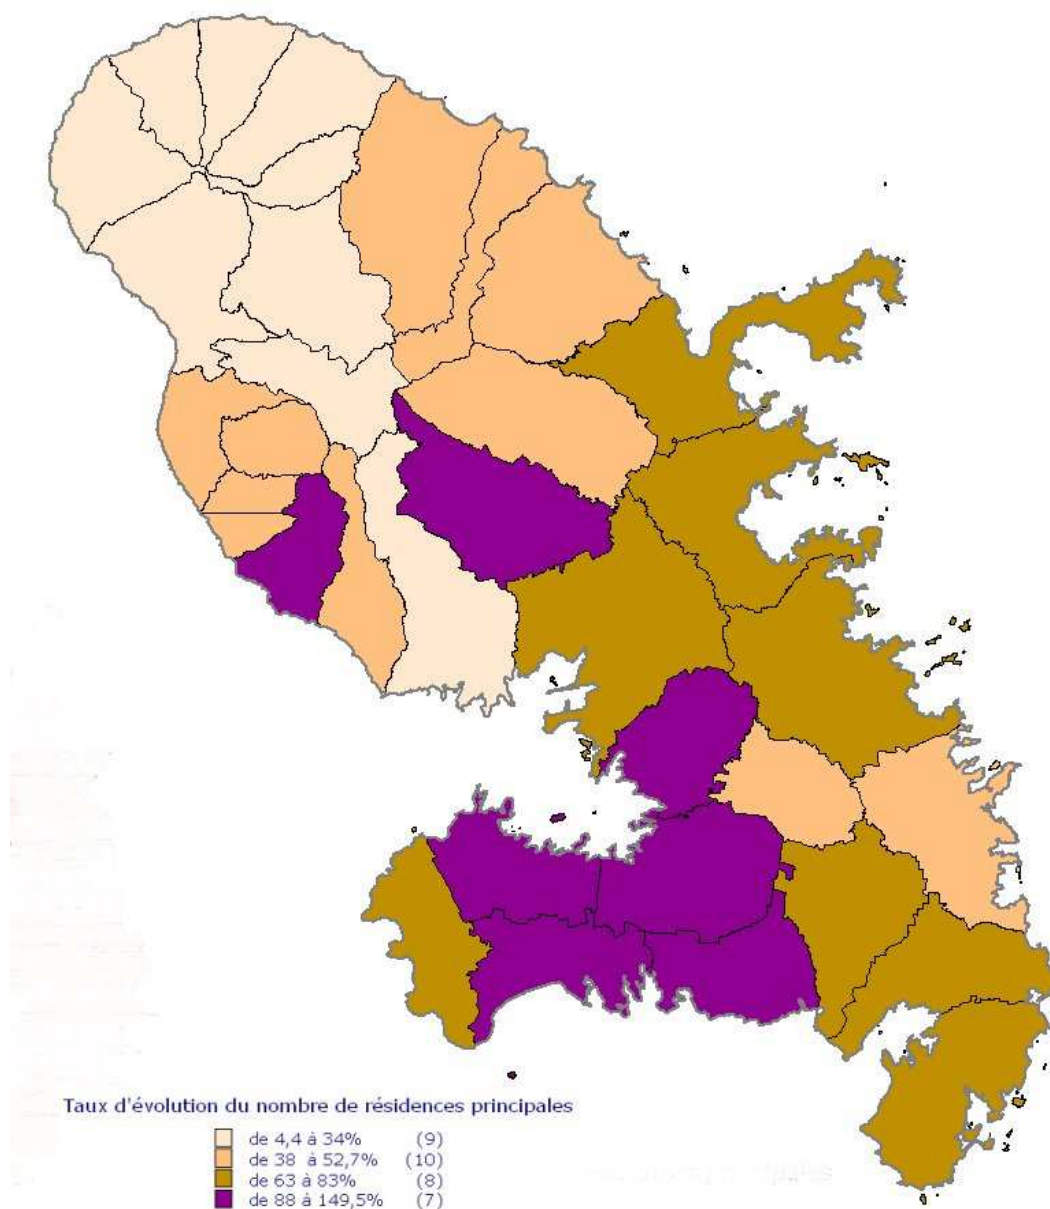 Taux d'évolution du nombre de résidences principales
de 4,4 à 34% (9)
de 38 à 52,7% (10)
de 63 à 83% (8)
de 88 à 149,5% (7)